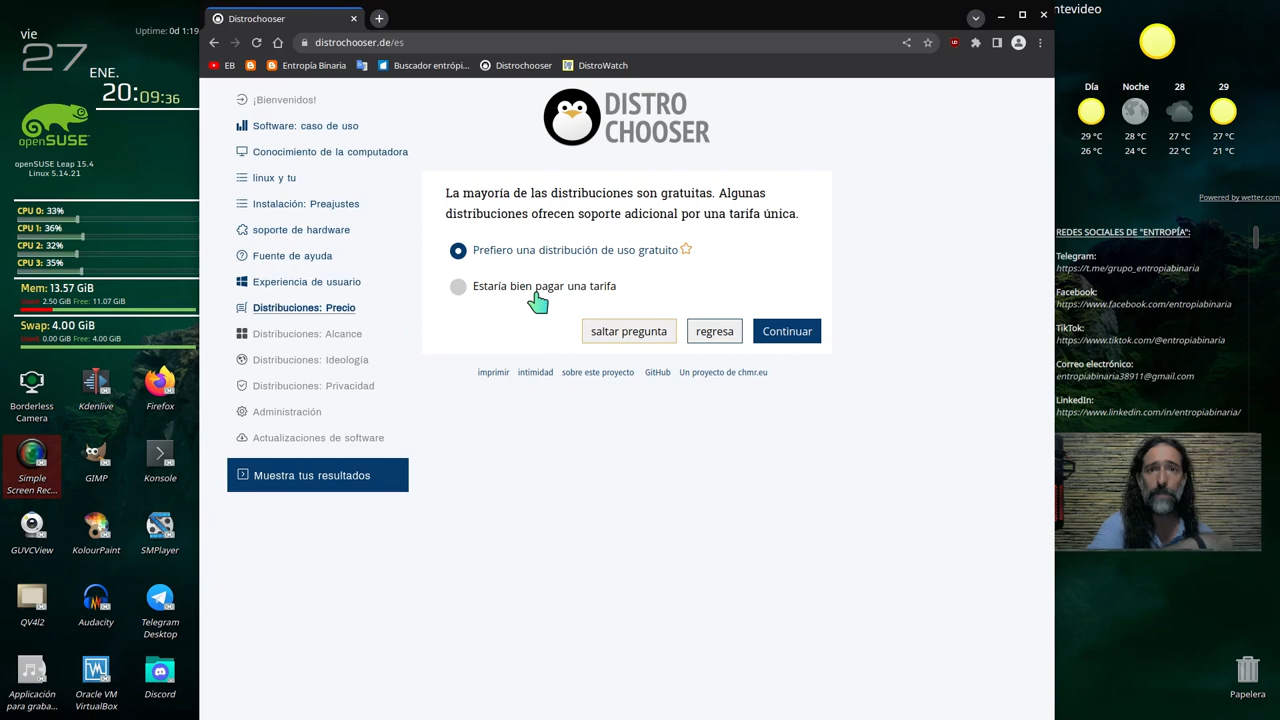 vie
27
Uptime: 0d 1:19
ENE.
20:09:36
openSUSE
openSUSE Leap 15.4
Linux 5.14.21
CPU 0: 33%
CPU 1: 36%
CPU 2: 32%
CPU 3: 35%
Mem: 13.57 GiB
Used: 2.50 GiB Free: 11.07 GiB
Swap: 4.00 GiB
Used: 0.00 GiB Free: 4.00 GiB
Borderless
Camera
Kdenlive
Firefox
Simple
Screen Rec...
GIMP
Konsole
GUVCView
KolourPaint
SMPlayer
QV4l2
Audacity
Telegram
Desktop
Applicación
para graba...
Oracle VM
VirtualBox
Discord
Distrochooser
distrochooser.de/es
EB
Entropía Binaria
Buscador entrópi...
Distrochooser
DistroWatch
¡Bienvenidos!
Software: caso de uso
Conocimiento de la computadora
linux y tu
Instalación: Preajustes
soporte de hardware
Fuente de ayuda
Experiencia de usuario
Distribuciones: Precio
Distribuciones: Alcance
Distribuciones: Ideología
Distribuciones: Privacidad
Administración
Actualizaciones de software
Muestra tus resultados
DISTRO
CHOOSER
La mayoría de las distribuciones son gratuitas. Algunas
distribuciones ofrecen soporte adicional por una tarifa única.
Prefiero una distribución de uso gratuito
Estaría bien pagar una tarifa
saltar pregunta
regresa
Continuar
imprimir intimidad sobre este proyecto GitHub Un proyecto de chmr.eu
ntevideo
Día Noche 28 29
29 °C 28 °C 27 °C 27 °C
26 °C 24 °C 22 °C 21 °C
Powered by wetter.com
REDES SOCIALES DE "ENTROPÍA":
Telegram:
https://t.me/grupo_entropiabinaria
Facebook:
https://www.facebook.com/entropiabinaria
TikTok:
https://www.tiktok.com/@entropiabinaria
Correo electrónico:
entropiabinaria38911@gmail.com
LinkedIn:
https://www.linkedin.com/in/entropiabinaria/
Papelera